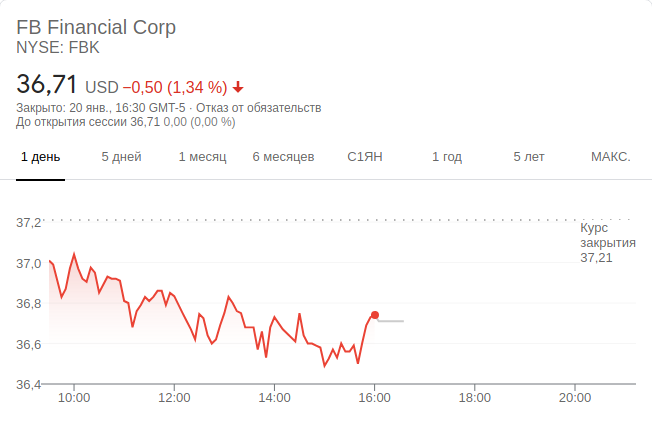 FB Financial Corp
NYSE: FBK
36,71 USD −0,50 (1,34 %)
Закрыто: 20 янв., 16:30 GMT-5 · Отказ от обязательств
До открытия сессии 36,71 0,00 (0,00 %)
1 день 5 дней 1 месяц 6 месяцев С1ЯН 1 год 5 лет МАКС.
37,2
Курс
закрытия
37,21
37,0
36,8
36,6
36,4
10:00 12:00 14:00 16:00 18:00 20:00